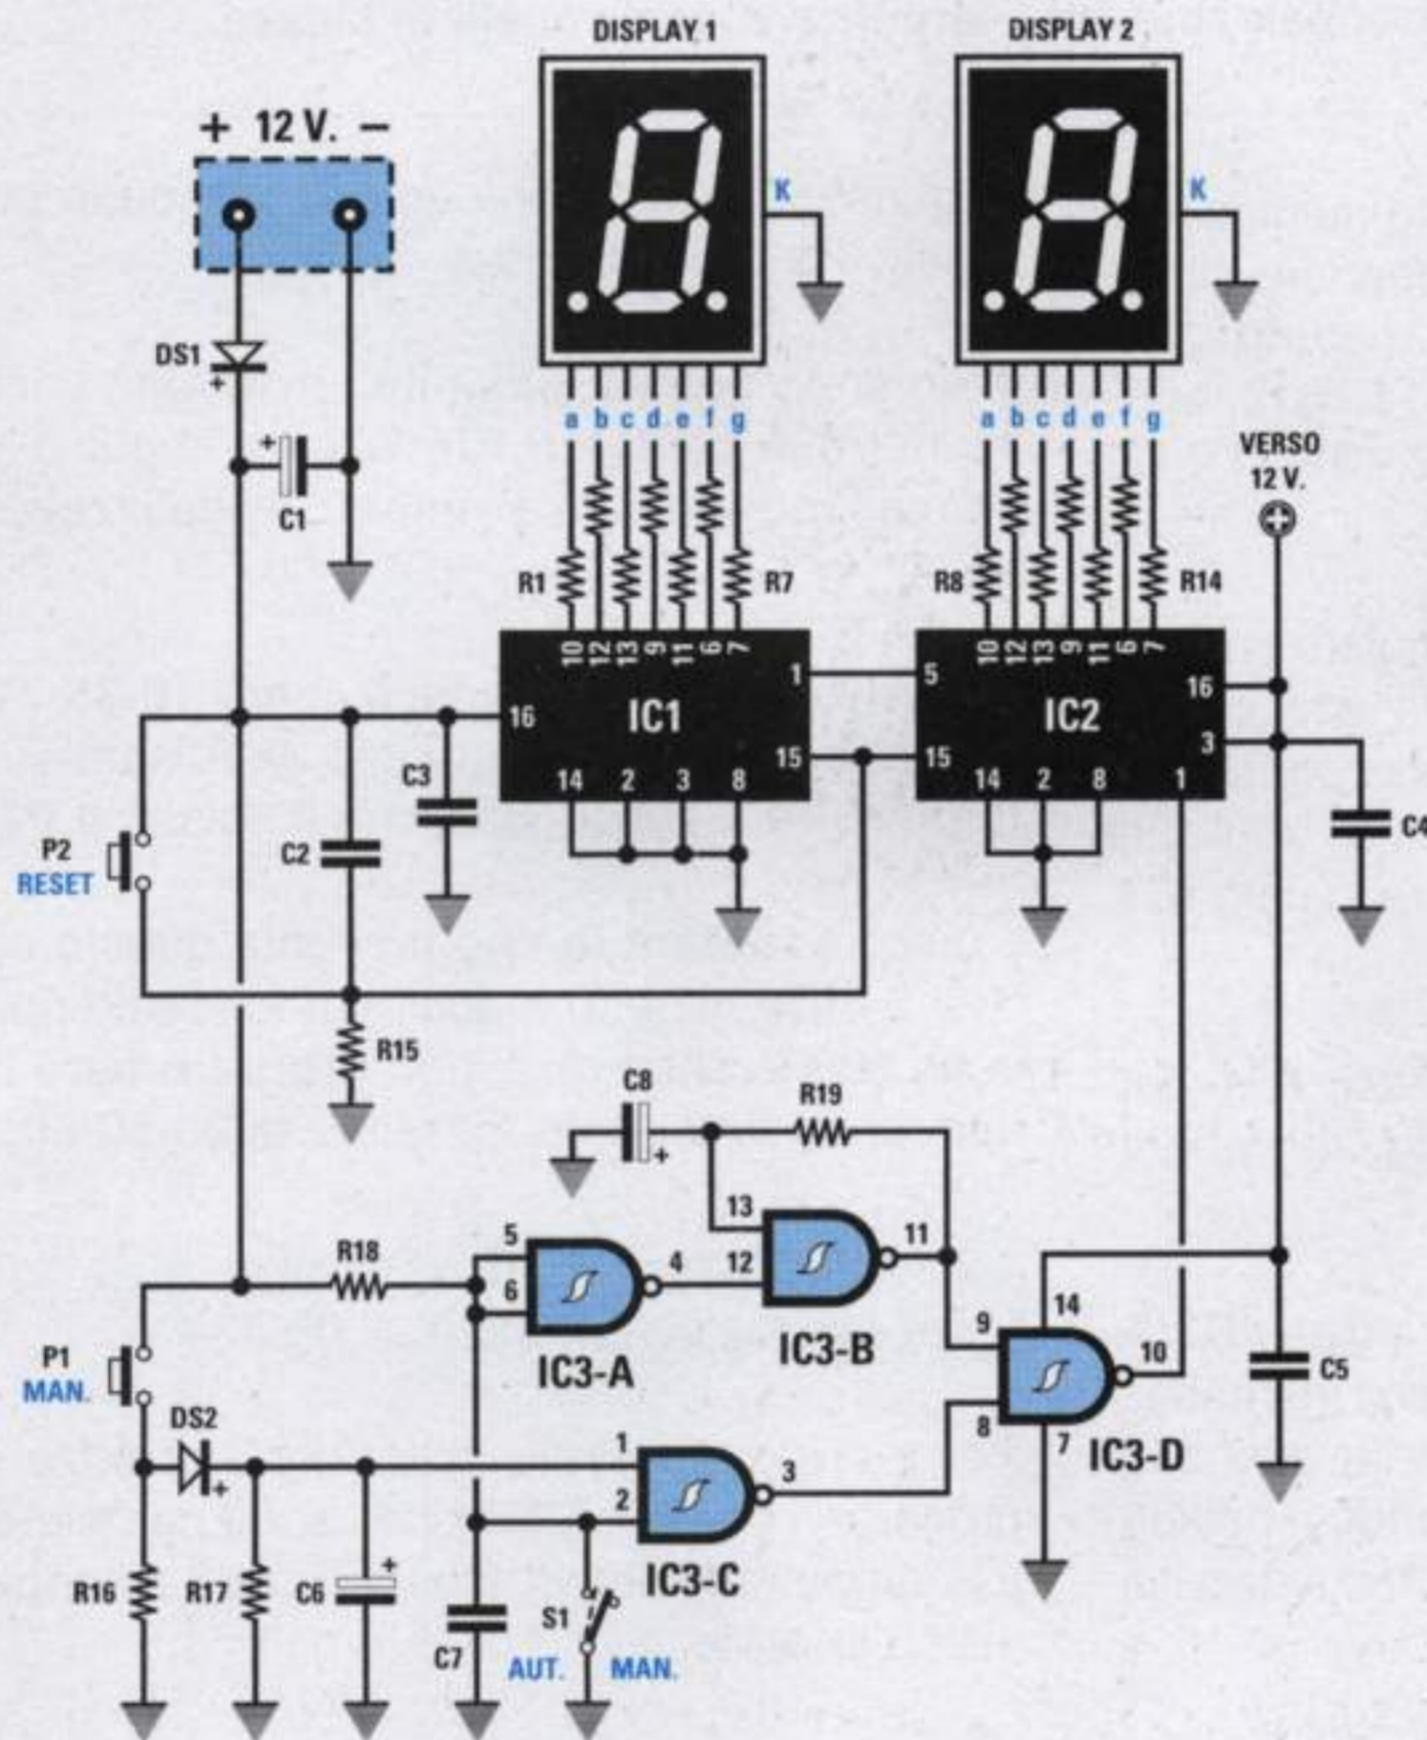 DISPLAY 1
DISPLAY 2
+ 12 V. −
K
K
DS1
+
a b c d e f g
a b c d e f g
+
C1
VERSO
12 V.
R1
R7
R8
R14
10 12 13 9 11 6 7
10 12 13 9 11 6 7
16
IC1
1
15
5
IC2
16
3
15
14 2 3 8
14 2 8 1
C3
C2
C4
P2
RESET
R15
C8
+
R19
R18
5
6
4
IC3-A
13
12
11
IC3-B
P1
MAN.
DS2
+
9
8
14
10
7
IC3-D
C5
1
2
3
IC3-C
R16
R17
C6
+
C7
S1
AUT.
MAN.